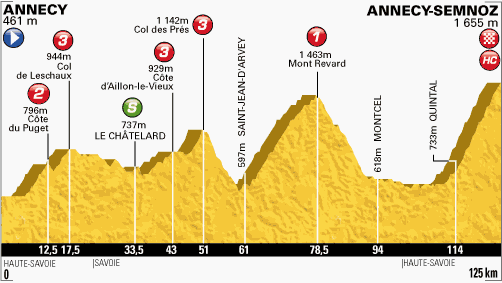 ANNECY
461 m
3
944m
Col
de Leschaux
2
796m
Côte
du Puget
S
737m
LE CHÂTELARD
3
929m
Côte
d'Aillon-le-Vieux
1 142m
Col des Prés
3
597m SAINT-JEAN-D'ARVEY
1
1 463m
Mont Revard
618m MONTCEL
733m QUINTAL
ANNECY-SEMNOZ
1 655 m
HC
12,5 17,5 33,5 43 51 61 78,5 94 114
HAUTE-SAVOIE |SAVOIE |HAUTE-SAVOIE
0 125 km